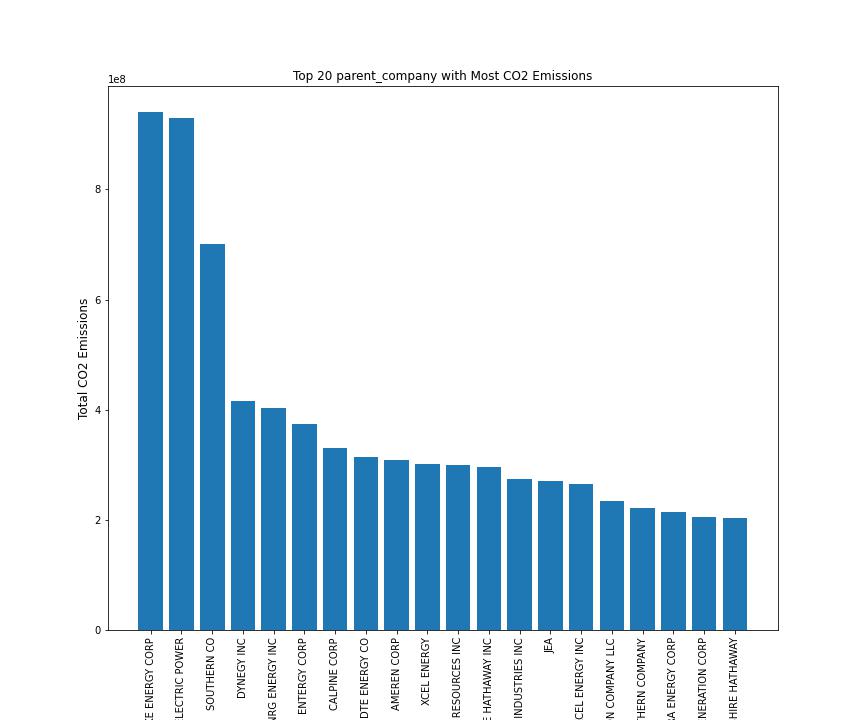 Top 20 parent_company with Most CO2 Emissions
1e8
Total CO2 Emissions
8
6
4
2
0
ENERGY CORP
ELECTRIC POWER
SOUTHERN CO
DYNEGY INC
NRG ENERGY INC
ENTERGY CORP
CALPINE CORP
DTE ENERGY CO
AMEREN CORP
XCEL ENERGY
RESOURCES INC
HATHAWAY INC
INDUSTRIES INC
JEA
CEL ENERGY INC
N COMPANY LLC
THERN COMPANY
RA ENERGY CORP
NERATION CORP
HIRE HATHAWAY